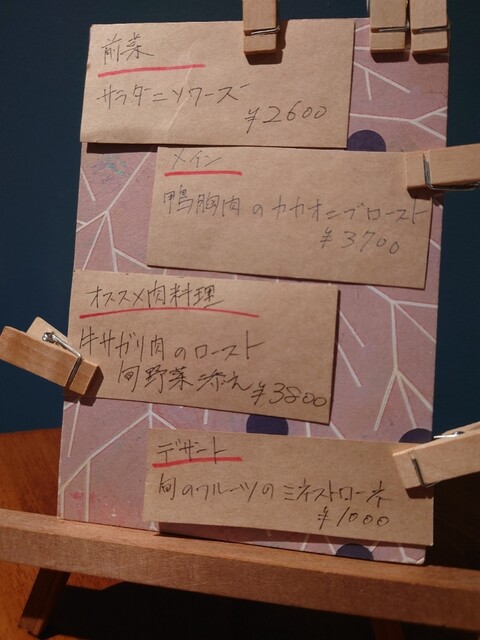 前菜
サラダニソワーズ
¥2600
メイン
鴨胸肉のカカオニブロースト
¥3700
オススメ肉料理
牛サガリ肉のロースト
旬野菜添え ¥3800
デザート
旬のフルーツのミネストローネ
¥1000